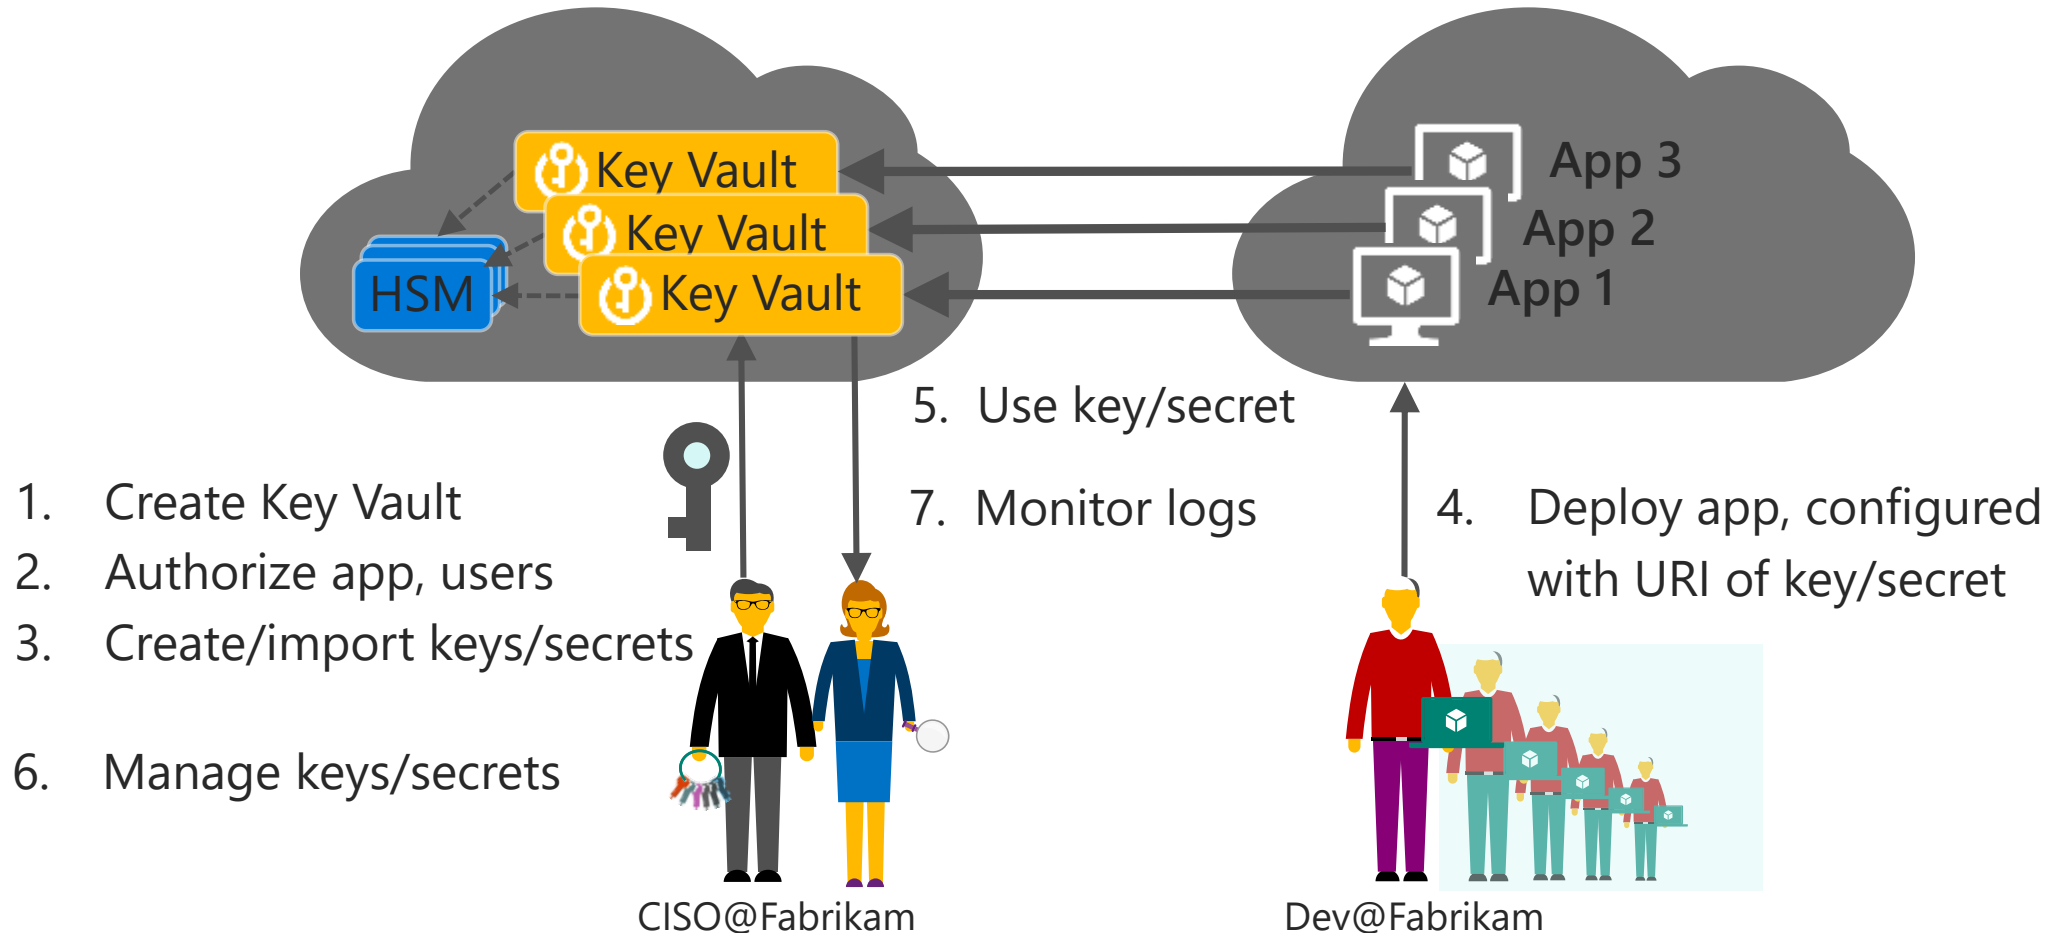 Key Vault
App 3
Key Vault
App 2
HSM
Key Vault
App 1
5. Use key/secret
1. Create Key Vault
7. Monitor logs
4. Deploy app, configured
with URI of key/secret
2. Authorize app, users
3. Create/import keys/secrets
6. Manage keys/secrets
CISO@Fabrikam
Dev@Fabrikam